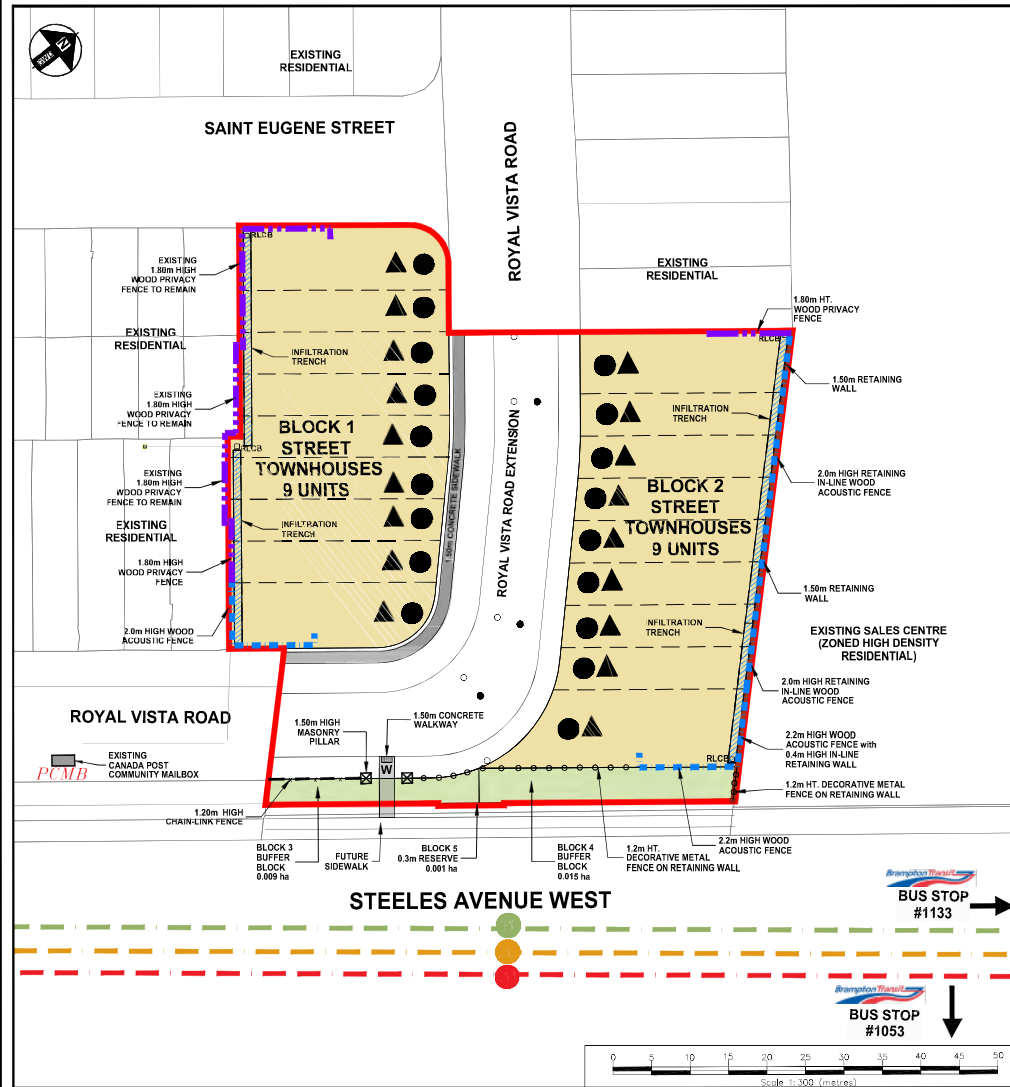 EXISTING
RESIDENTIAL
SAINT EUGENE STREET
ROYAL VISTA ROAD
RLCB
EXISTING
1.80m HIGH
WOOD PRIVACY
FENCE TO REMAIN
EXISTING
RESIDENTIAL
1.80m HT.
WOOD PRIVACY
FENCE
RLCB
EXISTING
RESIDENTIAL
INFILTRATION
TRENCH
1.50m RETAINING
WALL
EXISTING
1.80m HIGH
WOOD PRIVACY
FENCE TO REMAIN
INFILTRATION
TRENCH
BLOCK 1
STREET
TOWNHOUSES
9 UNITS
RLCB
ROYAL VISTA ROAD EXTENSION
1.50m CONCRETE SIDEWALK
EXISTING
1.80m HIGH
WOOD PRIVACY
FENCE TO REMAIN
2.0m HIGH RETAINING
IN-LINE WOOD
ACOUSTIC FENCE
BLOCK 2
STREET
TOWNHOUSES
9 UNITS
EXISTING
RESIDENTIAL
INFILTRATION
TRENCH
1.80m HIGH
WOOD PRIVACY
FENCE
1.50m RETAINING
WALL
INFILTRATION
TRENCH
2.0m HIGH WOOD
ACOUSTIC FENCE
EXISTING SALES CENTRE
(ZONED HIGH DENSITY
RESIDENTIAL)
2.0m HIGH RETAINING
IN-LINE WOOD
ACOUSTIC FENCE
ROYAL VISTA ROAD
1.50m HIGH
MASONRY
PILLAR
1.50m CONCRETE
WALKWAY
2.2m HIGH WOOD
ACOUSTIC FENCE with
0.4m HIGH IN-LINE
RETAINING WALL
EXISTING
CANADA POST
COMMUNITY MAILBOX
PCMB
W
RLCB
1.2m HT. DECORATIVE METAL
FENCE ON RETAINING WALL
1.20m HIGH
CHAIN-LINK FENCE
BLOCK 3
BUFFER
BLOCK
0.009 ha
FUTURE
SIDEWALK
BLOCK 5
0.3m RESERVE
0.001 ha
BLOCK 4
BUFFER
BLOCK
0.015 ha
1.2m HT.
DECORATIVE METAL
FENCE ON RETAINING WALL
2.2m HIGH WOOD
ACOUSTIC FENCE
STEELES AVENUE WEST
Brampton Transit
BUS STOP
#1133
Brampton Transit
BUS STOP
#1053
0 5 10 15 20 25 30 35 40 45 50
Scale 1:300 (metres)